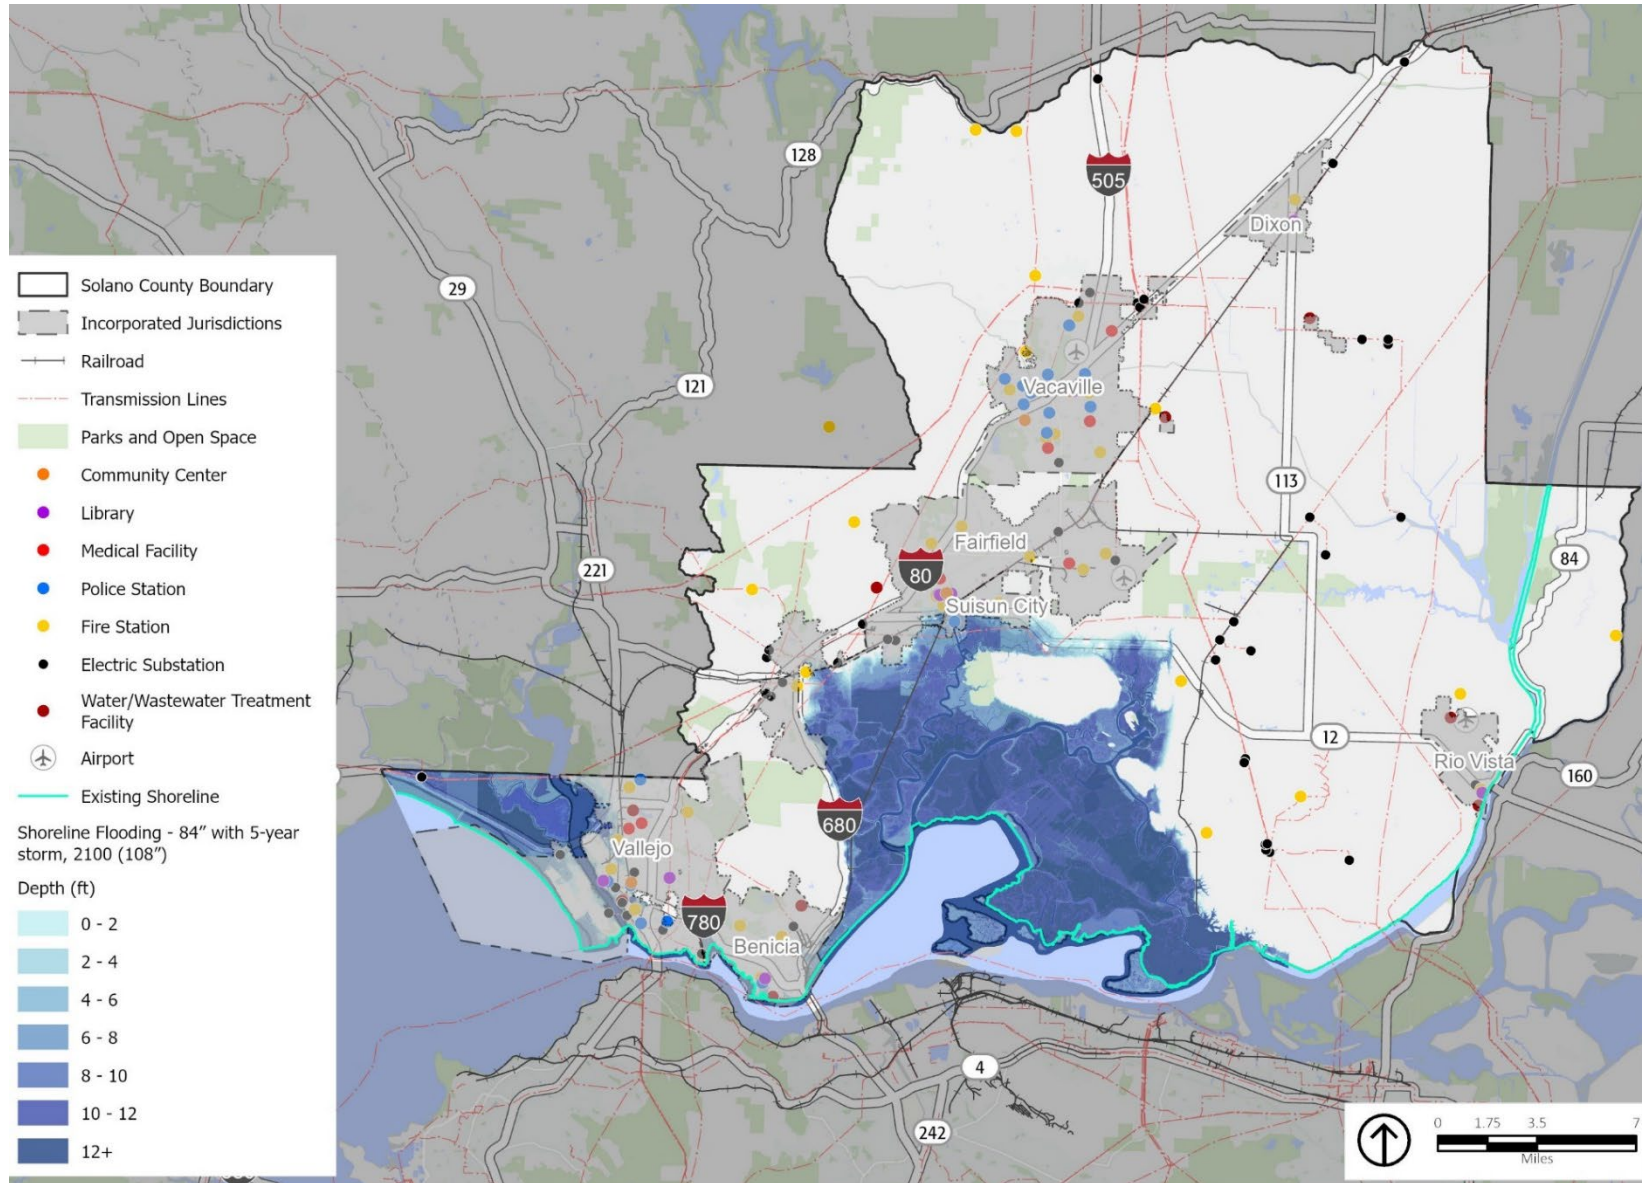 128
505
Dixon
29
121
Vacaville
113
Fairfield
80
Suisun City
221
84
12
Rio Vista
160
680
Vallejo
780
Benicia
4
242
Solano County Boundary
Incorporated Jurisdictions
Railroad
Transmission Lines
Parks and Open Space
Community Center
Library
Medical Facility
Police Station
Fire Station
Electric Substation
Water/Wastewater Treatment
Facility
Airport
Existing Shoreline
Shoreline Flooding - 84” with 5-year
storm, 2100 (108”)
Depth (ft)
0 - 2
2 - 4
4 - 6
6 - 8
8 - 10
10 - 12
12+
0 1.75 3.5 7
Miles